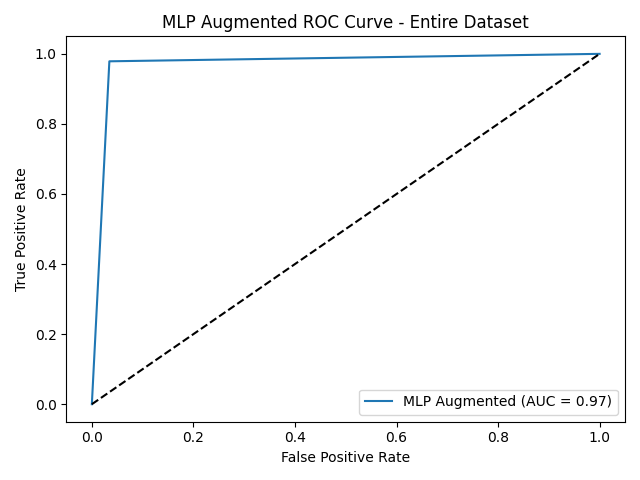 MLP Augmented ROC Curve - Entire Dataset
True Positive Rate
1.0
0.8
0.6
0.4
0.2
0.0
MLP Augmented (AUC = 0.97)
0.0 0.2 0.4 0.6 0.8 1.0
False Positive Rate